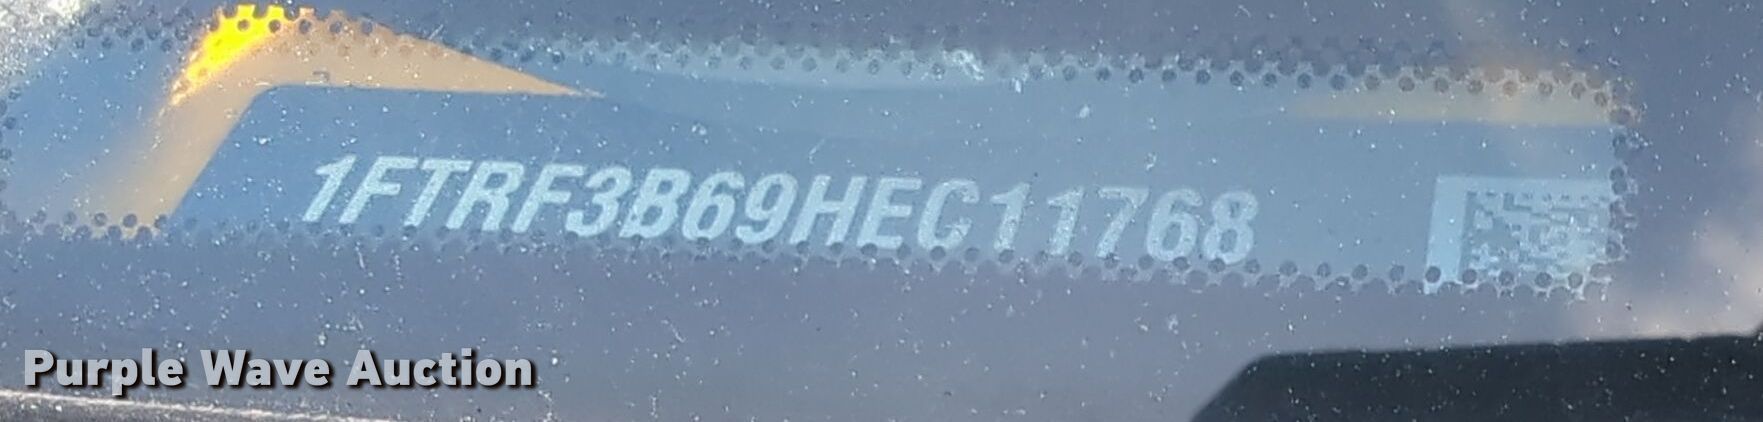 1FTRF3B69HEC11768
Purple Wave Auction